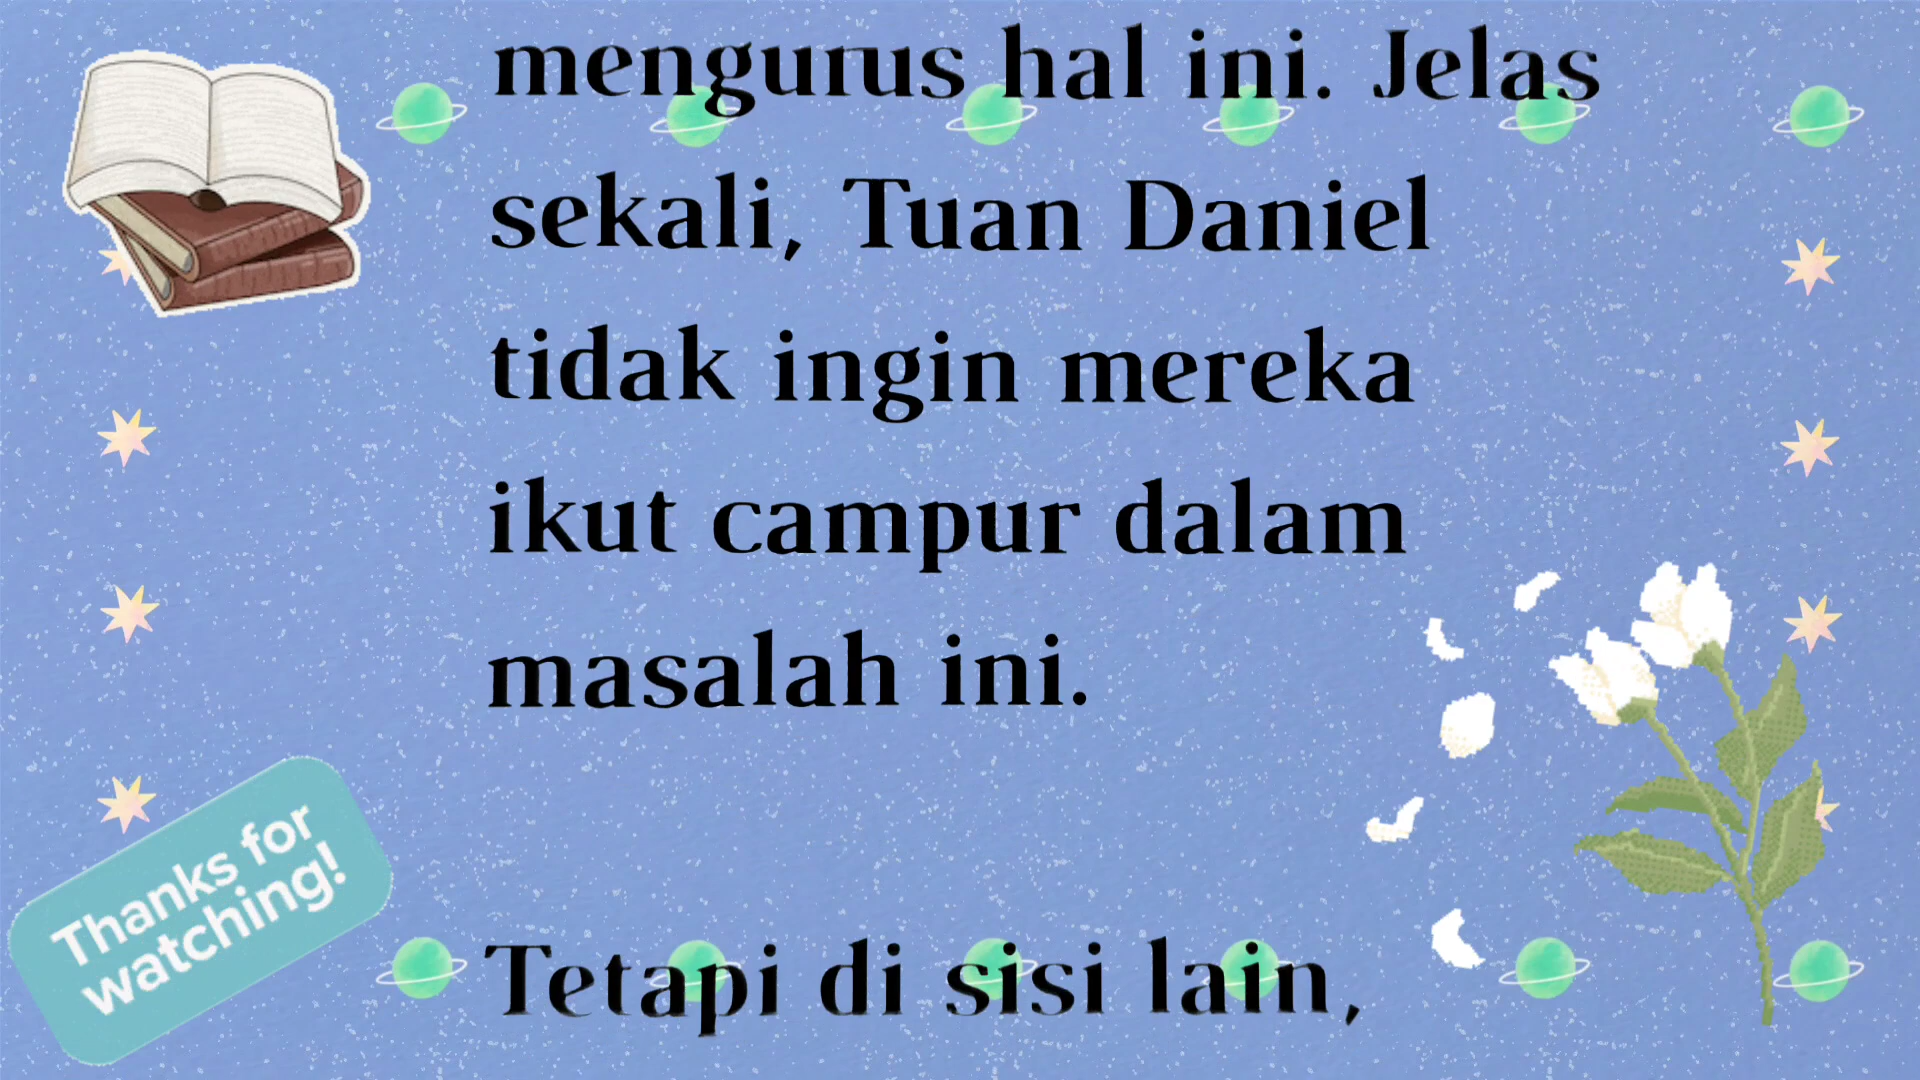 mengurus hal ini. Jelas
sekali, Tuan Daniel
tidak ingin mereka
ikut campur dalam
masalah ini.
Tetapi di sisi lain,
Thanks for
watching!